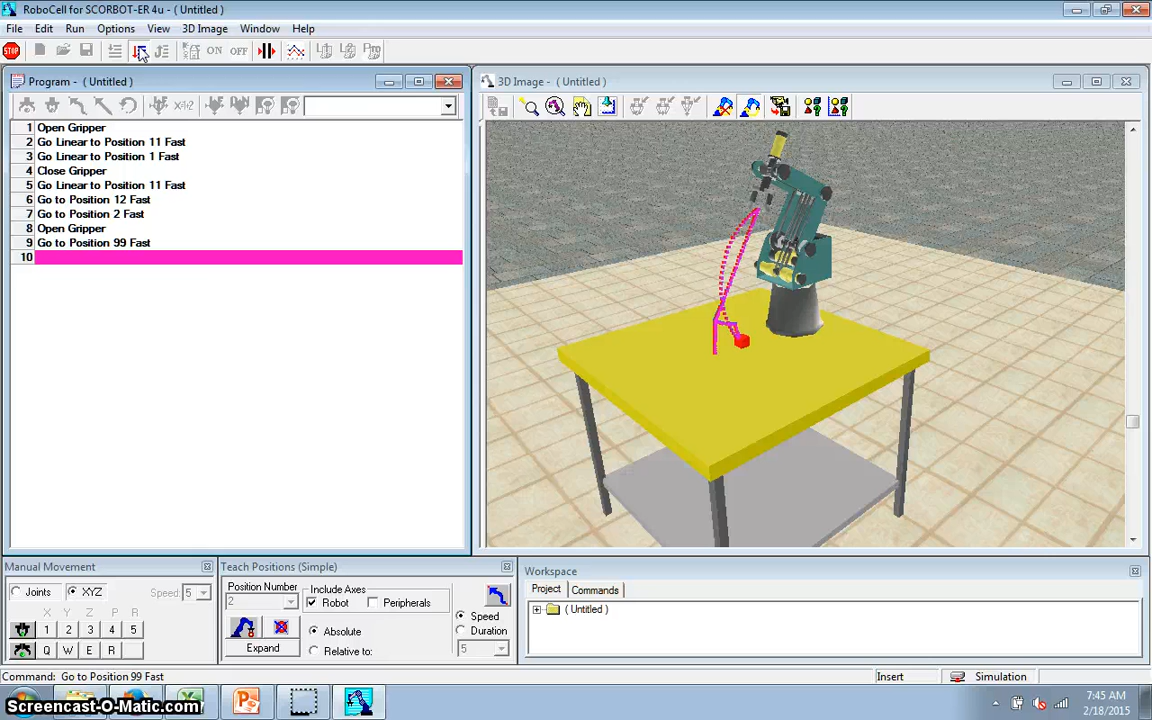 RoboCell for SCORBOT-ER 4u - ( Untitled )
File Edit Run Options View 3D Image Window Help
STOP ON OFF Pro
Program - ( Untitled )
3D Image - ( Untitled )
1 Open Gripper
2 Go Linear to Position 11 Fast
3 Go Linear to Position 1 Fast
4 Close Gripper
5 Go Linear to Position 11 Fast
6 Go to Position 12 Fast
7 Go to Position 2 Fast
8 Open Gripper
9 Go to Position 99 Fast
10
Manual Movement
Joints XYZ Speed: 5
X Y Z P R
1 2 3 4 5
Q W E R
Teach Positions (Simple)
Position Number
2
Include Axes
Robot Peripherals
Absolute
Relative to:
Expand
Speed
Duration
5
Workspace
Project Commands
( Untitled )
Command: Go to Position 99 Fast
Insert
Simulation
Screencast-O-Matic.com
7:45 AM
2/18/2015